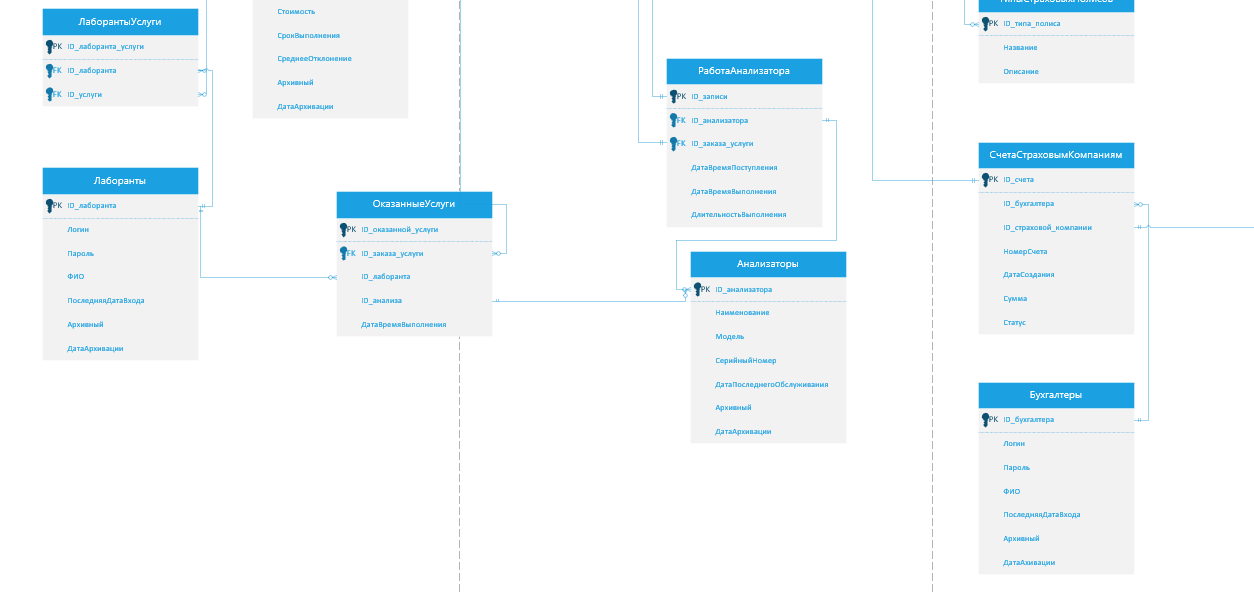 ЛаборантыУслуги
PK ID_лаборанта_услуги
FK ID_лаборанта
FK ID_услуги
Стоимость
СрокВыполнения
СреднееОтклонение
Архивный
ДатаАрхивации
Лаборанты
PK ID_лаборанта
Логин
Пароль
ФИО
ПоследняяДатаВхода
Архивный
ДатаАрхивации
ОказанныеУслуги
PK ID_оказанной_услуги
FK ID_заказа_услуги
ID_лаборанта
ID_анализа
ДатаВремяВыполнения
РаботаАнализатора
PK ID_записи
FK ID_анализатора
FK ID_заказа_услуги
ДатаВремяПоступления
ДатаВремяВыполнения
ДлительностьВыполнения
Анализаторы
PK ID_анализатора
Наименование
Модель
СерийныйНомер
ДатаПоследнегоОбслуживания
Архивный
ДатаАрхивации
ТипыСтраховыхПолисов
PK ID_типа_полиса
Название
Описание
СчетаСтраховымКомпаниям
PK ID_счета
ID_бухгалтера
ID_страховой_компании
НомерСчета
ДатаСоздания
Сумма
Статус
Бухгалтеры
PK ID_бухгалтера
Логин
Пароль
ФИО
ПоследняяДатаВхода
Архивный
ДатаАхивации